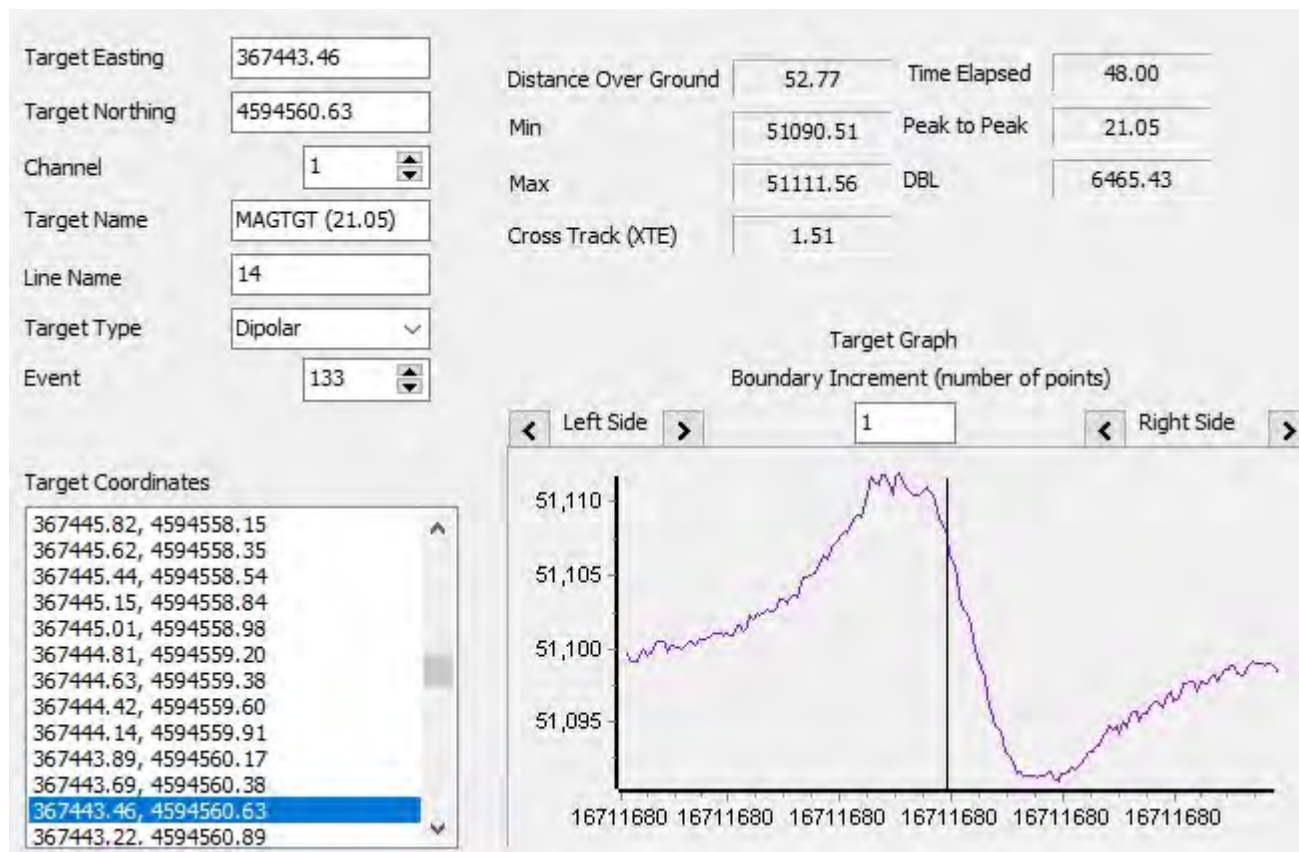 Target Easting 367443.46
Target Northing 4594560.63
Channel 1
Target Name MAGTGT (21.05)
Line Name 14
Target Type Dipolar
Event 133
Distance Over Ground 52.77 Time Elapsed 48.00
Min 51090.51 Peak to Peak 21.05
Max 51111.56 DBL 6465.43
Cross Track (XTE) 1.51
Target Coordinates
367445.82, 4594558.15
367445.62, 4594558.35
367445.44, 4594558.54
367445.15, 4594558.84
367445.01, 4594558.98
367444.81, 4594559.20
367444.63, 4594559.38
367444.42, 4594559.60
367444.14, 4594559.91
367443.89, 4594560.17
367443.69, 4594560.38
367443.46, 4594560.63
367443.22, 4594560.89
Target Graph
Boundary Increment (number of points)
< Left Side > 1 < Right Side >
51,110
51,105
51,100
51,095
16711680 16711680 16711680 16711680 16711680 16711680